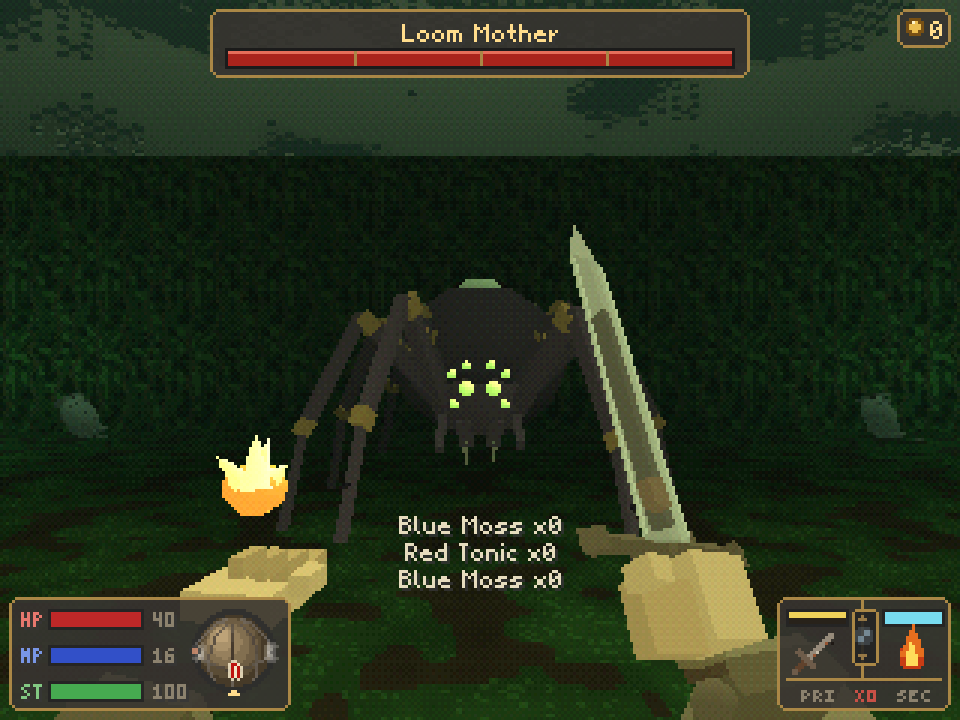 Loom Mother
0
Blue Moss x0
Red Tonic x0
Blue Moss x0
HP 40
MP 16
ST 100
0
PRI X0 SEC